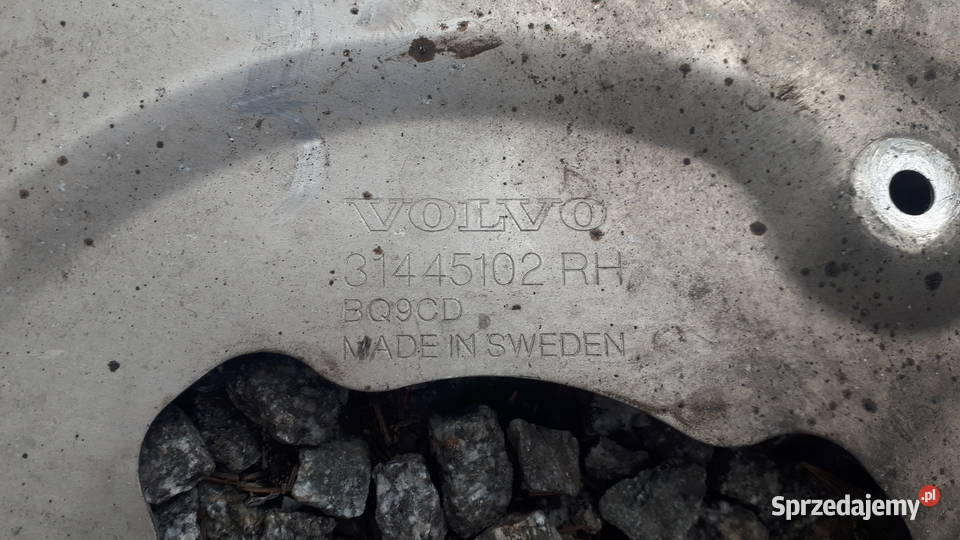 VOLVO
31445102 RH
BQ9CD
MADE IN SWEDEN
Sprzedajemy.pl